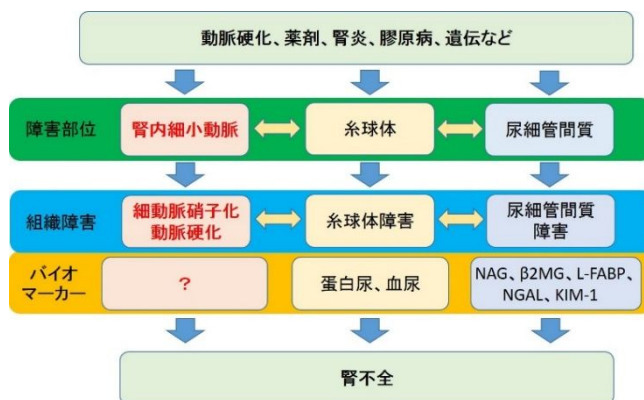 動脈硬化、薬剤、腎炎、膠原病、遺伝など
障害部位
腎内細小動脈
糸球体
尿細管間質
組織障害
細動脈硝子化
動脈硬化
糸球体障害
尿細管間質
障害
バイオ
マーカー
?
蛋白尿、血尿
NAG、β2MG、L-FABP、
NGAL、KIM-1
腎不全